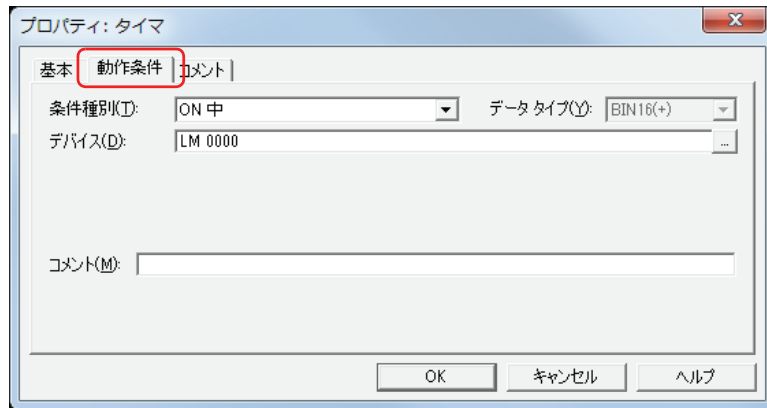 プロパティ: タイマ
基本 動作条件 コメント
条件種別(T): ON 中 データ タイプ(Y): BIN16(+)
デバイス(D): LM 0000 ...
コメント(M):
OK キャンセル ヘルプ